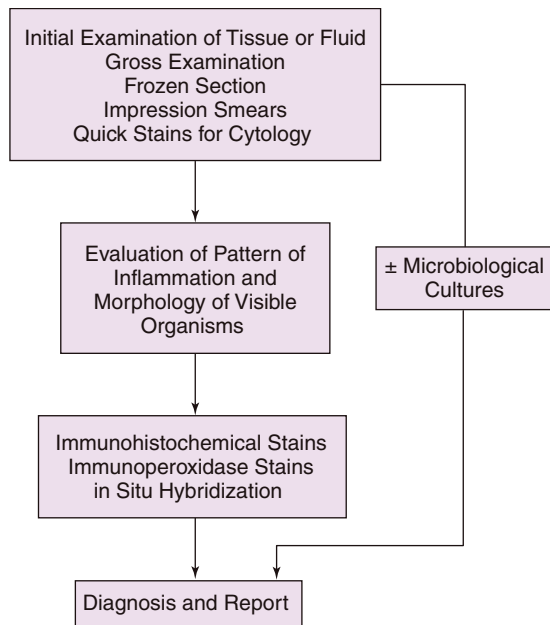 Initial Examination of Tissue or Fluid
Gross Examination
Frozen Section
Impression Smears
Quick Stains for Cytology
Evaluation of Pattern of
Inflammation and
Morphology of Visible
Organisms
± Microbiological
Cultures
Immunohistochemical Stains
Immunoperoxidase Stains
in Situ Hybridization
Diagnosis and Report